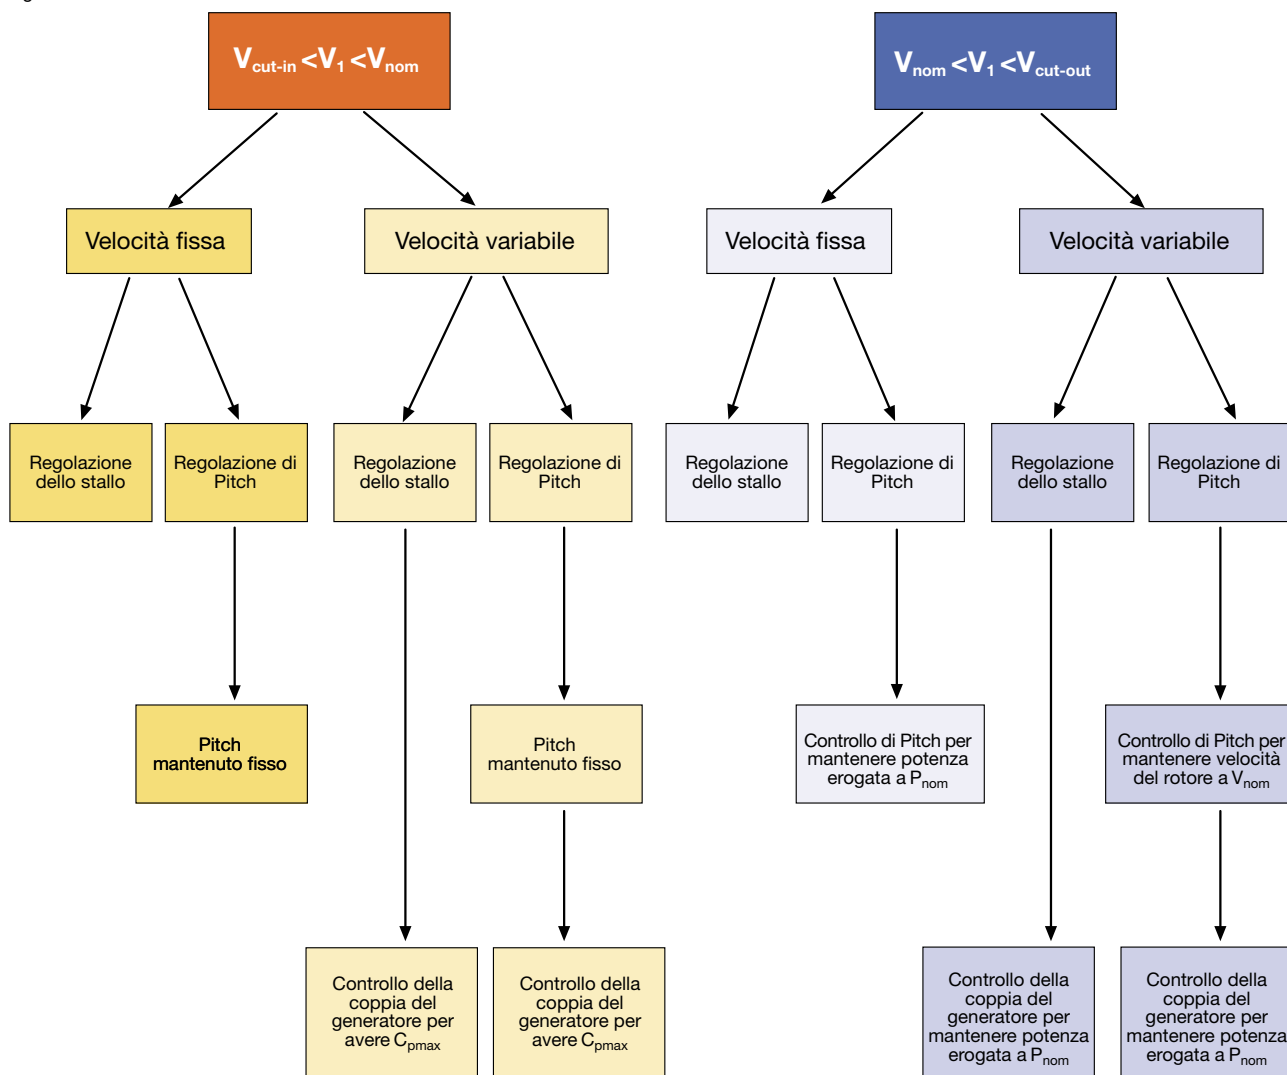 V cut-in <V1 <Vnom
Vnom <V1 <Vcut-out
Velocità fissa
Velocità variabile
Velocità fissa
Velocità variabile
Regolazione
dello stallo
Regolazione di
Pitch
Regolazione
dello stallo
Regolazione di
Pitch
Regolazione
dello stallo
Regolazione di
Pitch
Regolazione
dello stallo
Regolazione di
Pitch
Pitch
mantenuto fisso
Pitch
mantenuto fisso
Controllo di Pitch per
mantenere potenza
erogata a Pnom
Controllo di Pitch per
mantenere velocità
del rotore a Vnom
Controllo della
coppia del
generatore per
avere Cpmax
Controllo della
coppia del
generatore per
avere Cpmax
Controllo della
coppia del
generatore per
mantenere potenza
erogata a Pnom
Controllo della
coppia del
generatore per
mantenere potenza
erogata a Pnom